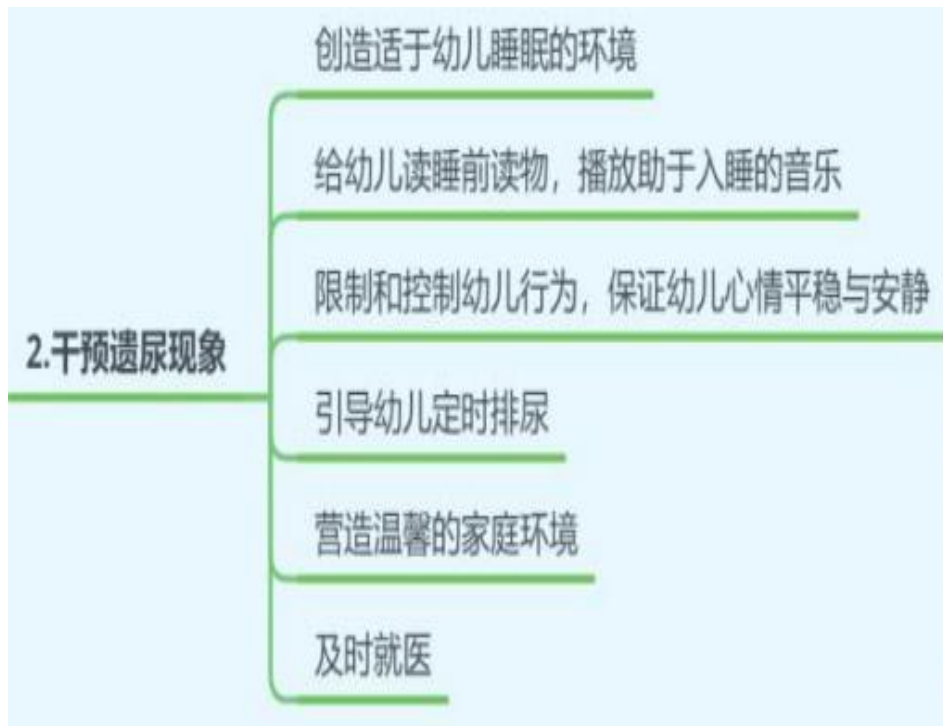 创造适于幼儿睡眠的环境
给幼儿读睡前读物，播放助于入睡的音乐
限制和控制幼儿行为，保证幼儿心情平稳与安静
2.干预遗尿现象
引导幼儿定时排尿
营造温馨的家庭环境
及时就医